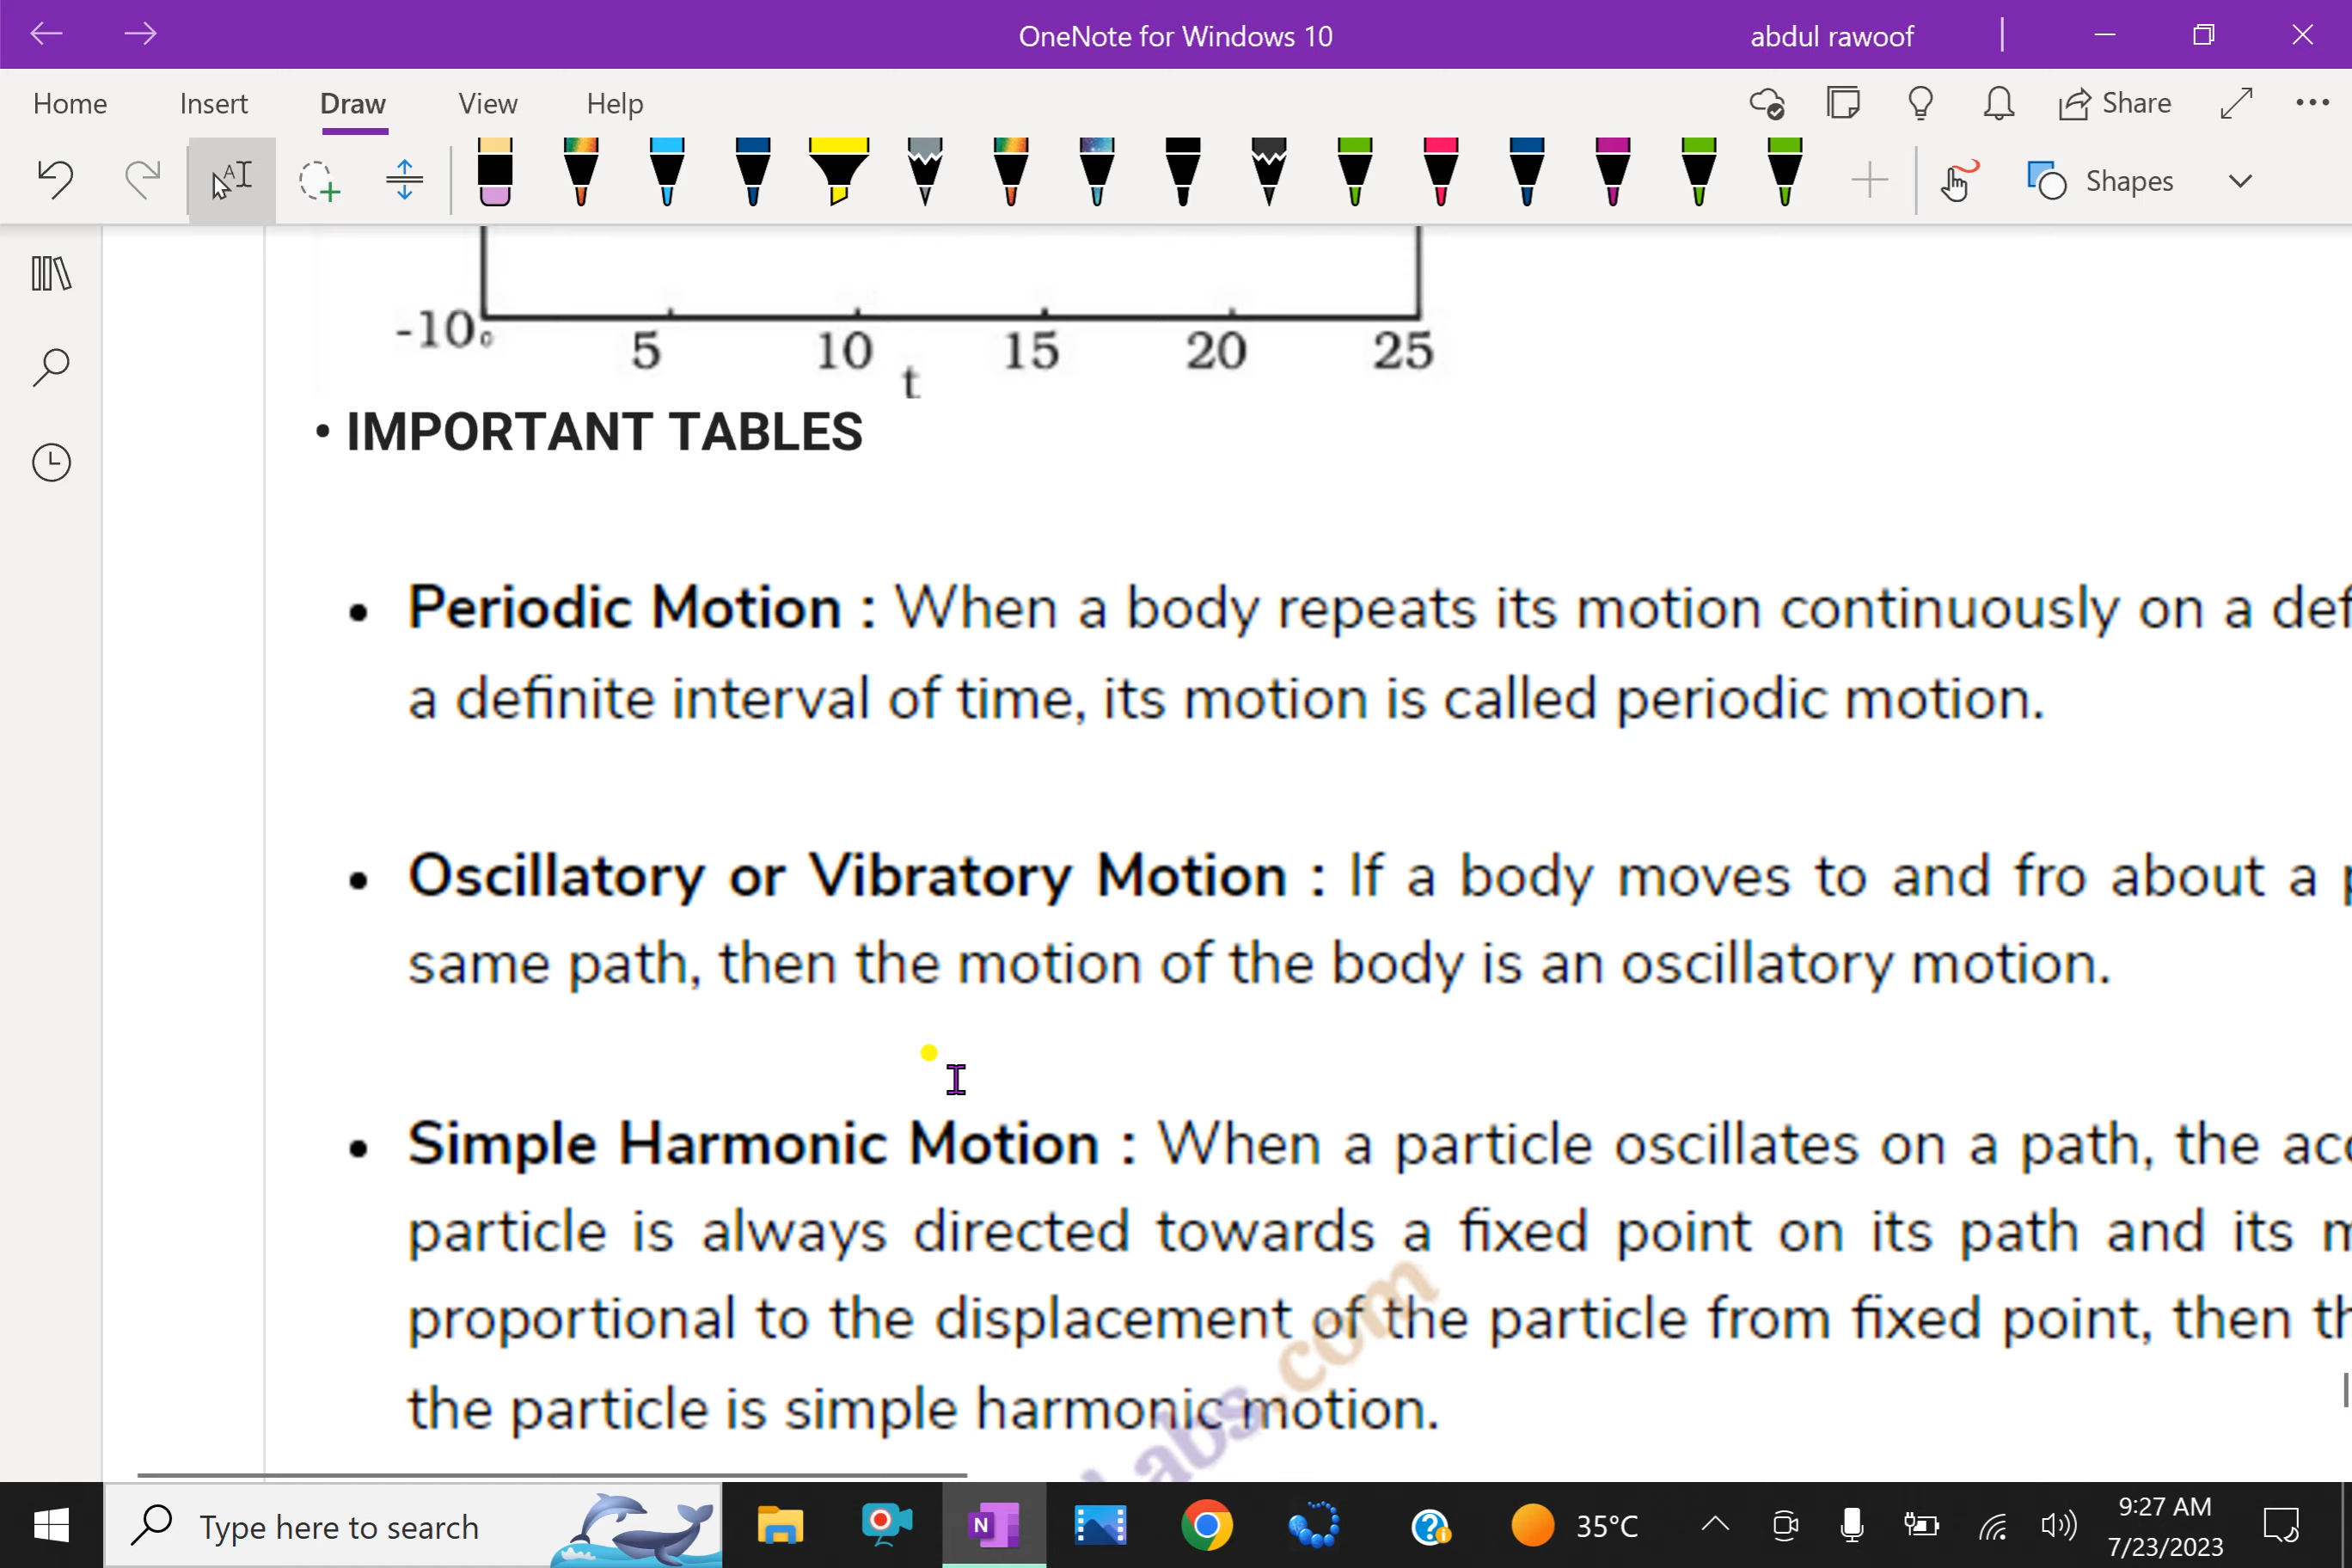 OneNote for Windows 10
abdul rawoof
Home Insert Draw View Help
Share
Shapes
-10 0
5 10 15 20 25
t
• IMPORTANT TABLES
• Periodic Motion : When a body repeats its motion continuously on a def
a definite interval of time, its motion is called periodic motion.
• Oscillatory or Vibratory Motion : If a body moves to and fro about a p
same path, then the motion of the body is an oscillatory motion.
• Simple Harmonic Motion : When a particle oscillates on a path, the acc
particle is always directed towards a fixed point on its path and its m
proportional to the displacement of the particle from fixed point, then th
the particle is simple harmonic motion.
abs.com
Type here to search
35°C
9:27 AM
7/23/2023